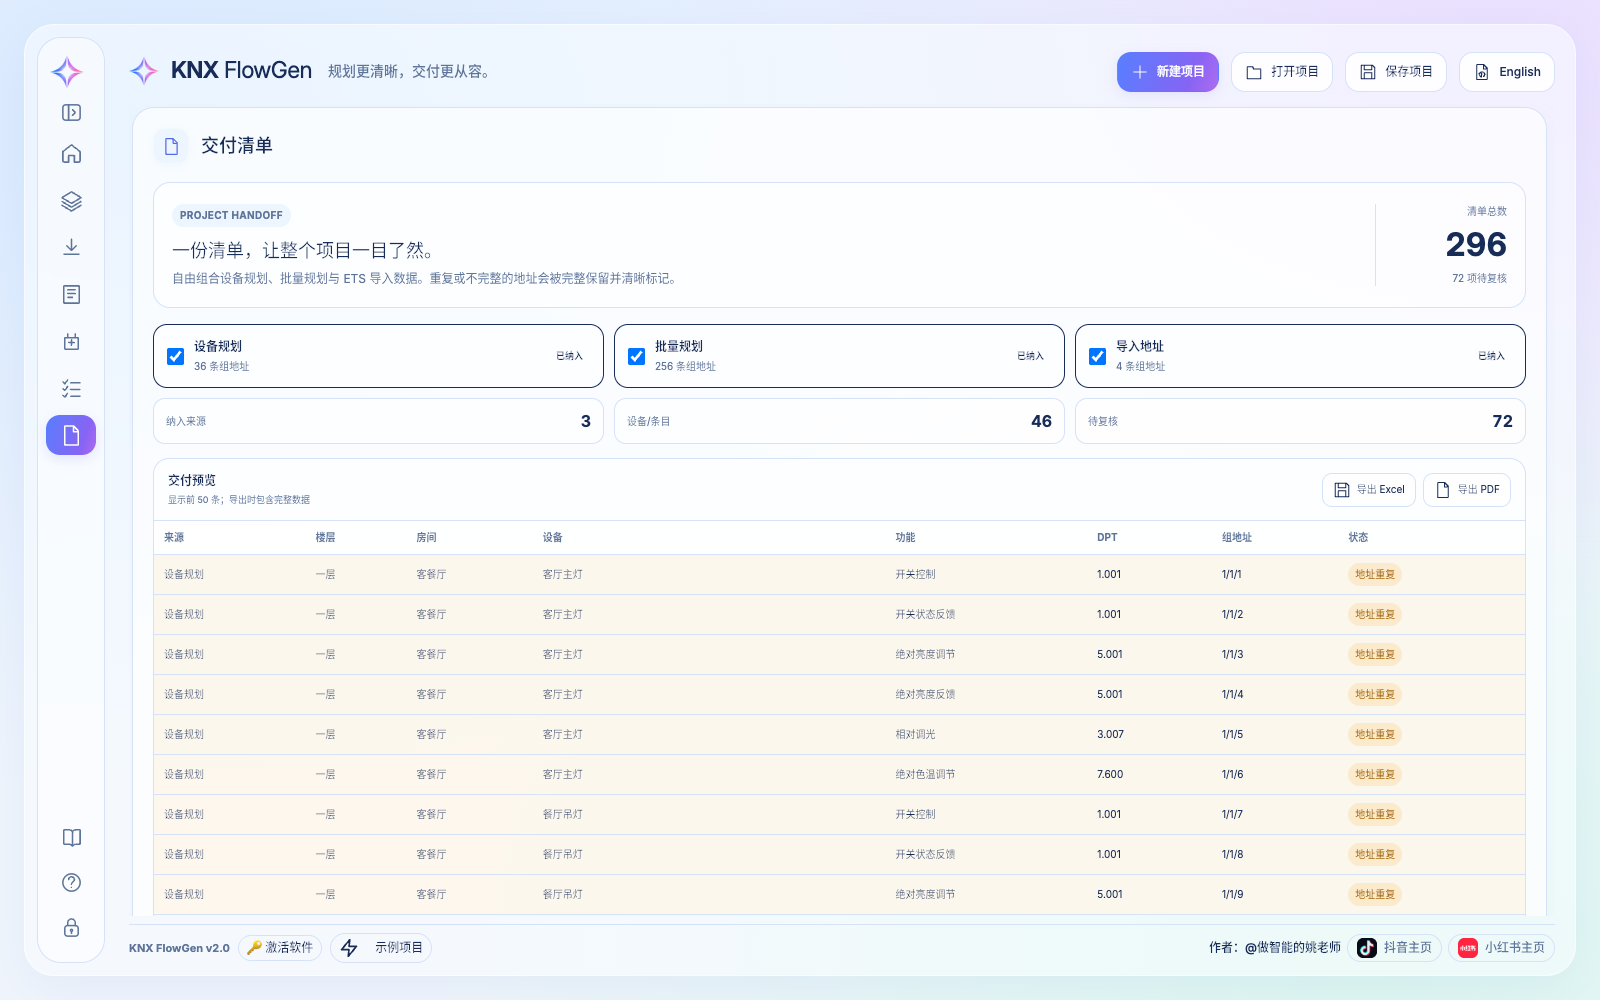 KNX FlowGen 规划更清晰，交付更从容。
新建项目 打开项目 保存项目 English
交付清单
PROJECT HANDOFF
一份清单，让整个项目一目了然。
自由组合设备规划、批量规划与 ETS 导入数据。重复或不完整的地址会被完整保留并清晰标记。
清单总数
296
72 项待复核
设备规划
36 条组地址
已纳入
批量规划
256 条组地址
已纳入
导入地址
4 条组地址
已纳入
纳入来源 3
设备/条目 46
待复核 72
交付预览
显示前 50 条；导出时包含完整数据
导出 Excel 导出 PDF
来源 楼层 房间 设备 功能 DPT 组地址 状态
设备规划 一层 客餐厅 客厅主灯 开关控制 1.001 1/1/1 地址重复
设备规划 一层 客餐厅 客厅主灯 开关状态反馈 1.001 1/1/2 地址重复
设备规划 一层 客餐厅 客厅主灯 绝对亮度调节 5.001 1/1/3 地址重复
设备规划 一层 客餐厅 客厅主灯 绝对亮度反馈 5.001 1/1/4 地址重复
设备规划 一层 客餐厅 客厅主灯 相对调光 3.007 1/1/5 地址重复
设备规划 一层 客餐厅 客厅主灯 绝对色温调节 7.600 1/1/6 地址重复
设备规划 一层 客餐厅 餐厅吊灯 开关控制 1.001 1/1/7 地址重复
设备规划 一层 客餐厅 餐厅吊灯 开关状态反馈 1.001 1/1/8 地址重复
设备规划 一层 客餐厅 餐厅吊灯 绝对亮度调节 5.001 1/1/9 地址重复
KNX FlowGen v2.0 激活软件 示例项目 作者：@做智能的姚老师 抖音主页 小红书 小红书主页